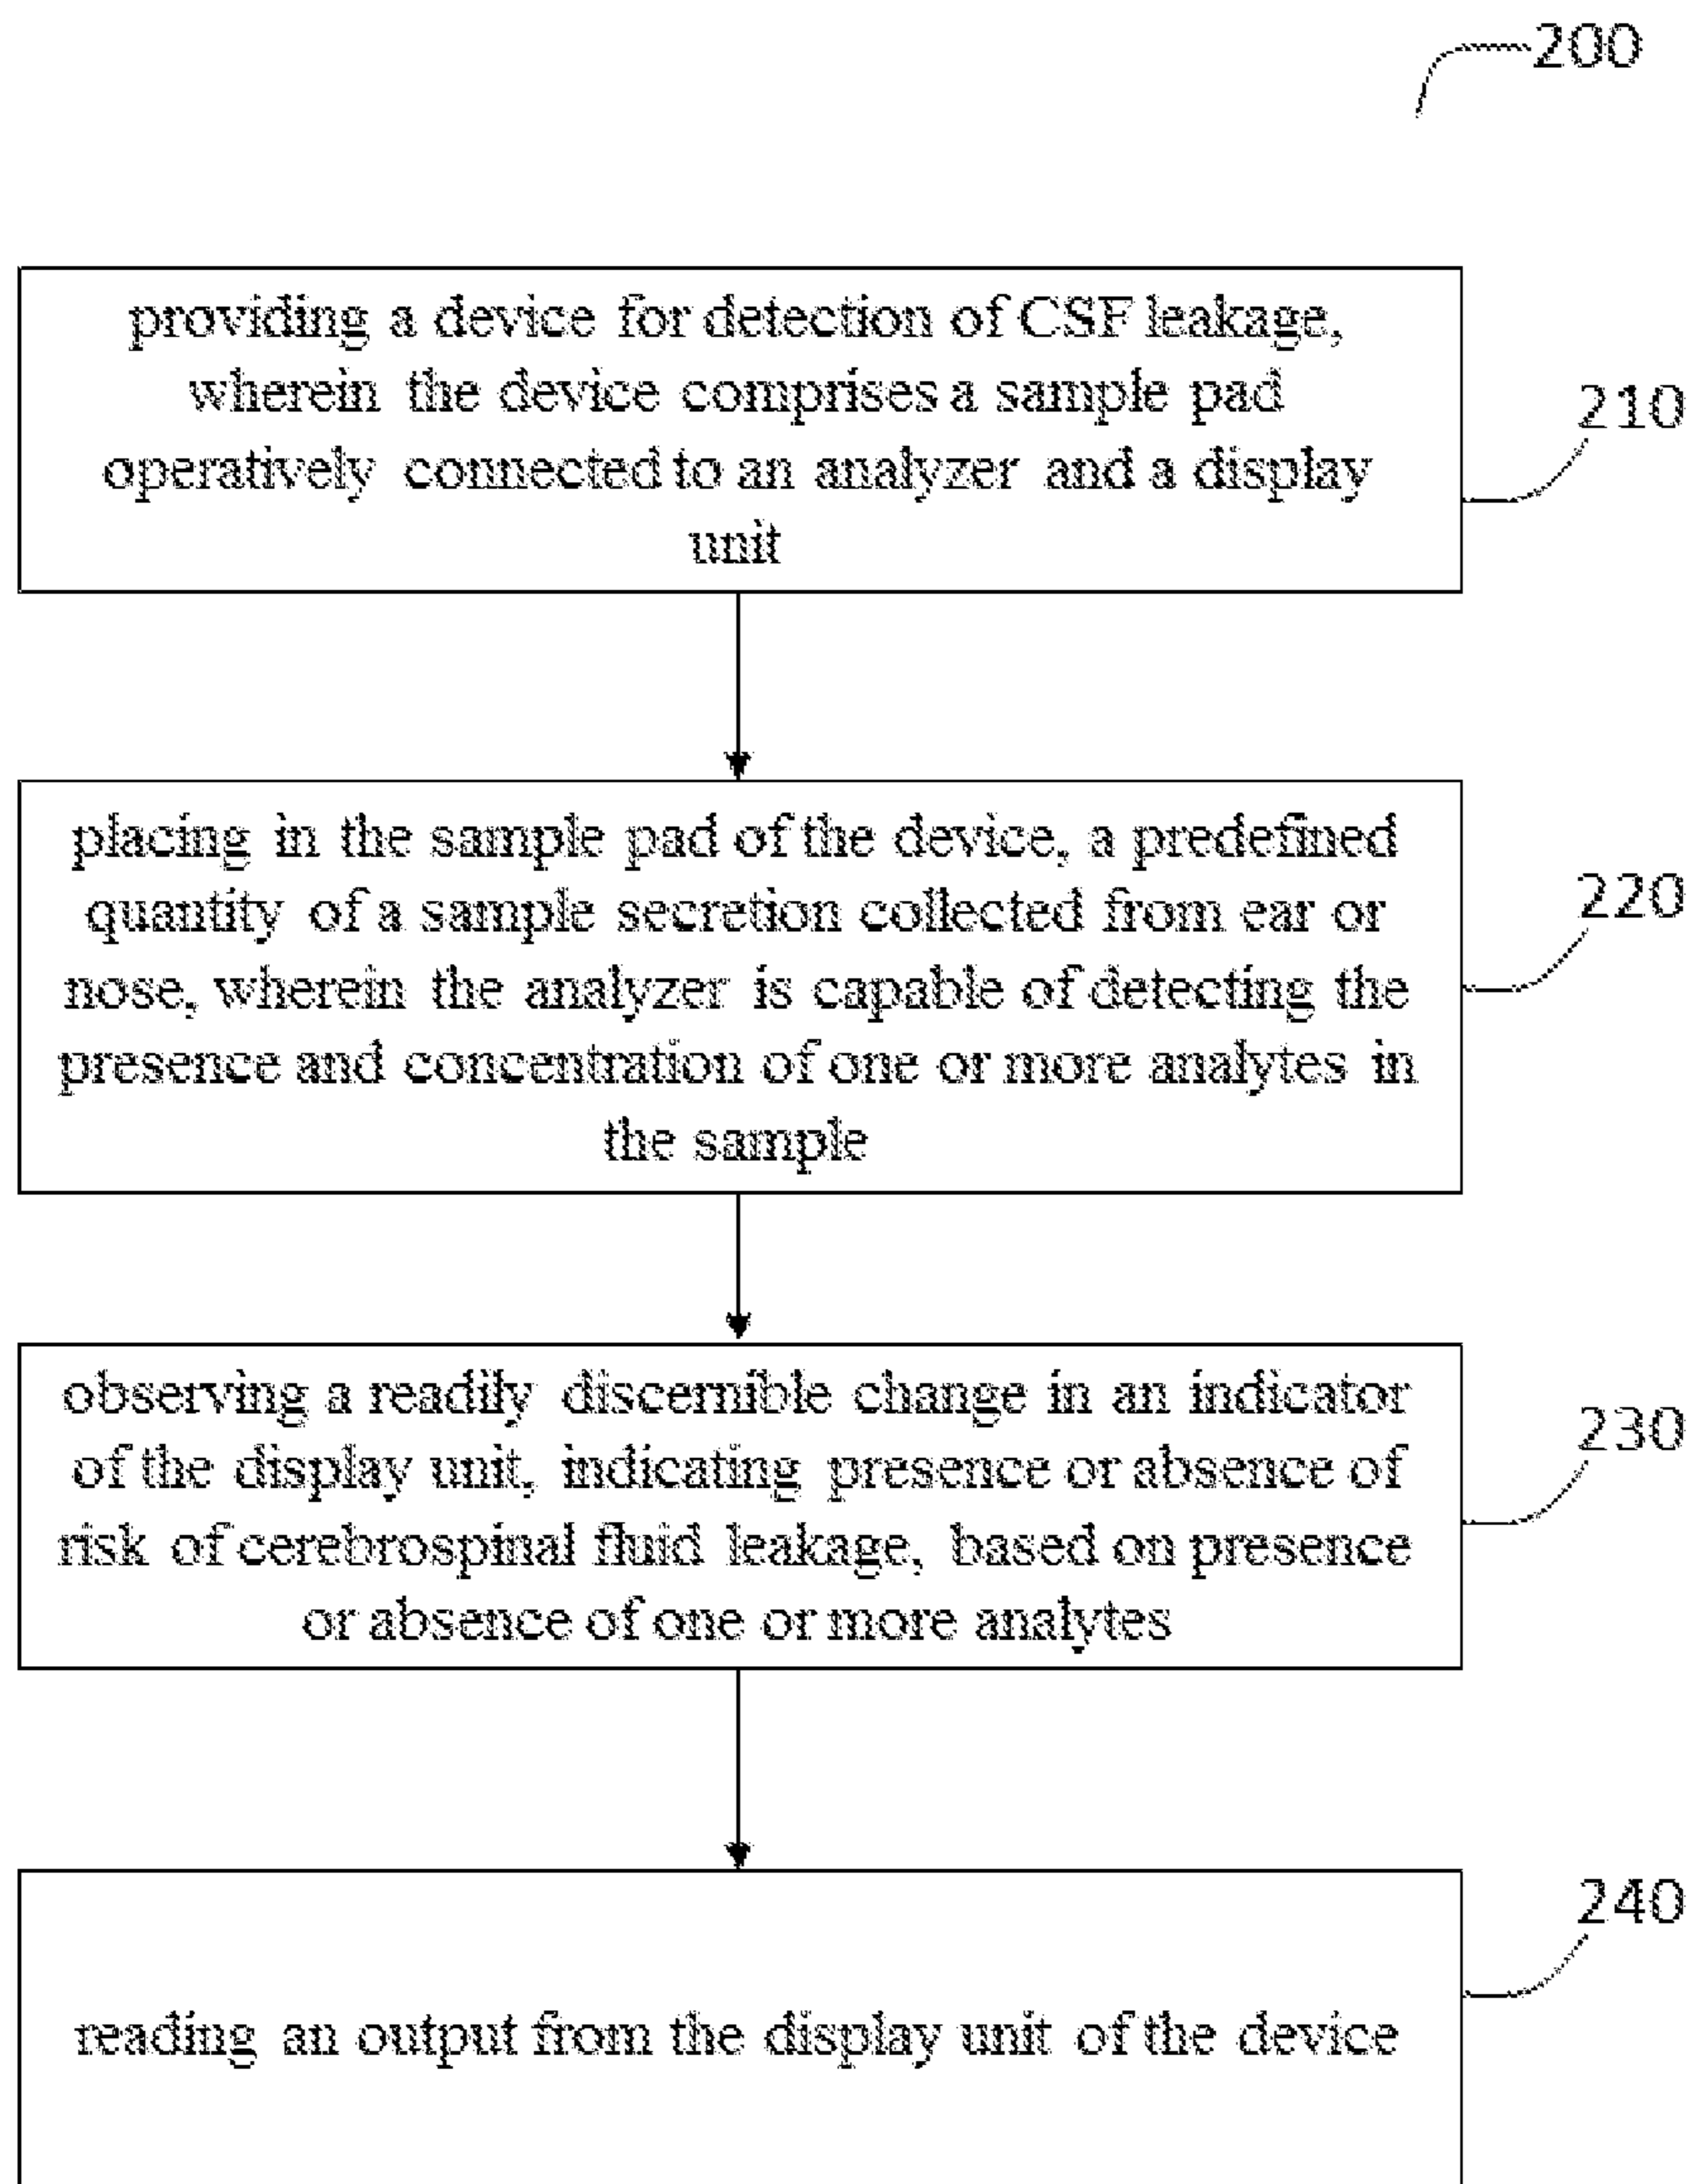 200
providing a device for detection of CSF leakage,
wherein the device comprises a sample pad
operatively connected to an analyzer and a display
unit
210
placing in the sample pad of the device, a predefined
quantity of a sample secretion collected from ear or
nose, wherein the analyzer is capable of detecting the
presence and concentration of one or more analytes in
the sample
220
observing a readily discernible change in an indicator
of the display unit, indicating presence or absence of
risk of cerebrospinal fluid leakage, based on presence
or absence of one or more analytes
230
reading an output from the display unit of the device
240